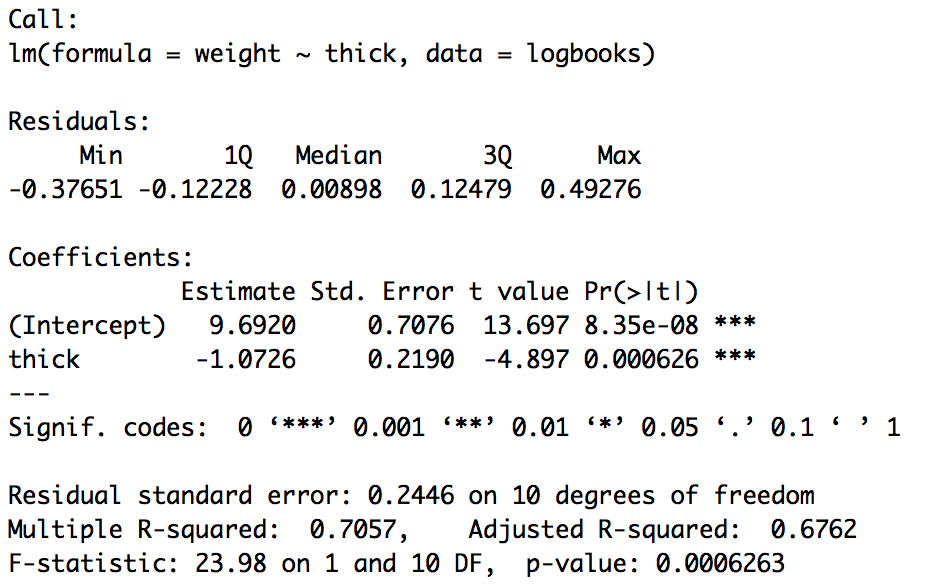 Call:
lm(formula = weight ~ thick, data = logbooks)
Residuals:
     Min       1Q   Median       3Q      Max
-0.37651 -0.12228  0.00898  0.12479  0.49276
Coefficients:
            Estimate Std. Error t value Pr(>|t|)
(Intercept)   9.6920     0.7076  13.697 8.35e-08 ***
thick        -1.0726     0.2190  -4.897 0.000626 ***
---
Signif. codes:  0 ‘***’ 0.001 ‘**’ 0.01 ‘*’ 0.05 ‘.’ 0.1 ‘ ’ 1
Residual standard error: 0.2446 on 10 degrees of freedom
Multiple R-squared:  0.7057,    Adjusted R-squared:  0.6762
F-statistic: 23.98 on 1 and 10 DF,  p-value: 0.0006263